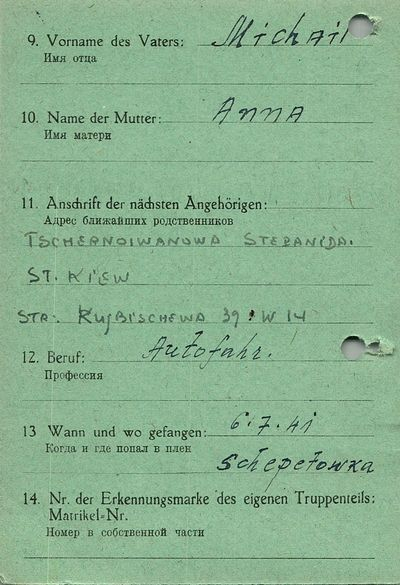 9. Vorname des Vaters: Michail
Имя отца
10. Name der Mutter: Anna
Имя матери
11. Anschrift der nächsten Angehörigen:
Адрес ближайших родственников
TSCHERNOIWANOWA STEPANIDA.
ST. KIEW
STR. KUJBISCHEWA 39 W 14
12. Beruf: Autofahr.
Профессия
13 Wann und wo gefangen: 6.7.41
Когда и где попал в плен
Schepetowka
14. Nr. der Erkennungsmarke des eigenen Truppenteils:
Matrikel=Nr.
Номер в собственной части